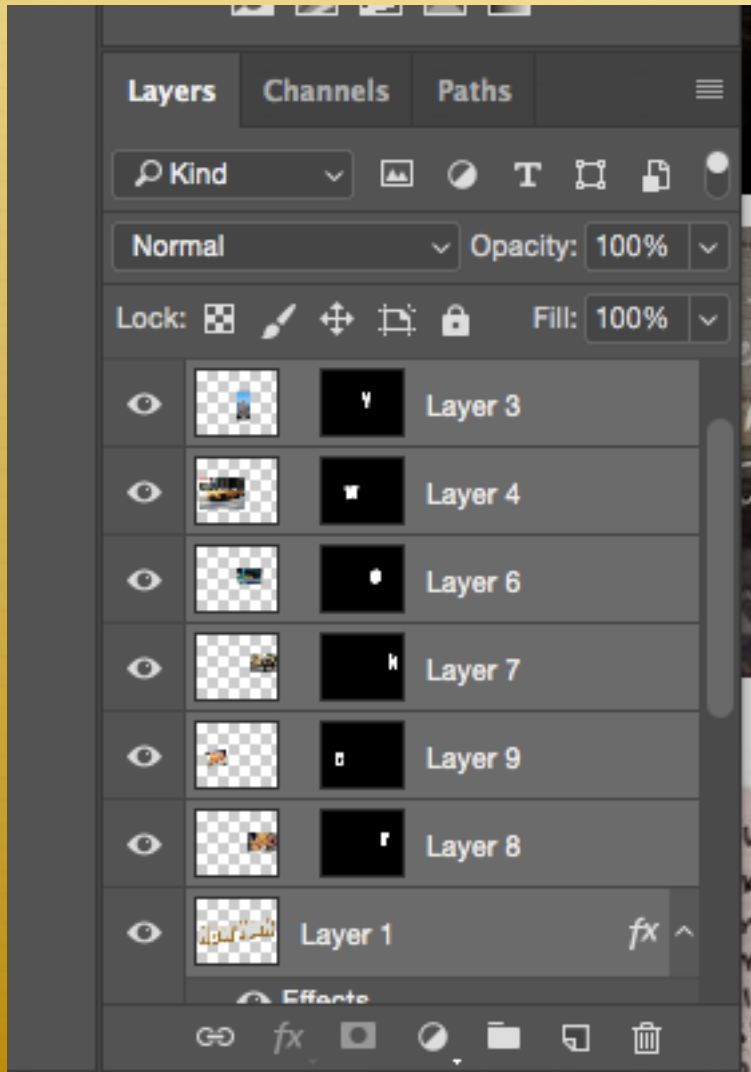 Layers Channels Paths
Kind T
Normal Opacity: 100%
Lock: Fill: 100%
Y Layer 3
W Layer 4
Layer 6
Layer 7
Layer 9
r Layer 8
Layer 1 fx
Effects
fx